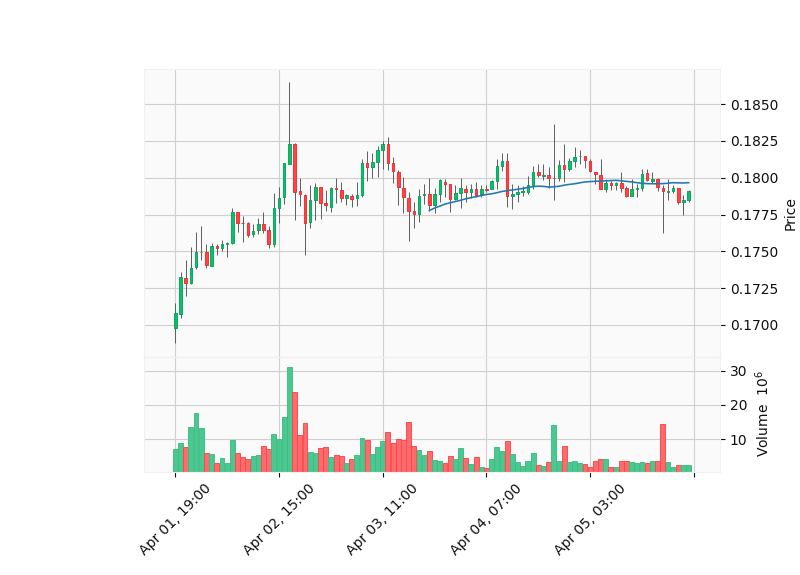 0.1850
0.1825
0.1800
0.1775
0.1750
0.1725
0.1700
Price
30
20
10
Volume 10^6
Apr 01, 19:00
Apr 02, 15:00
Apr 03, 11:00
Apr 04, 07:00
Apr 05, 03:00